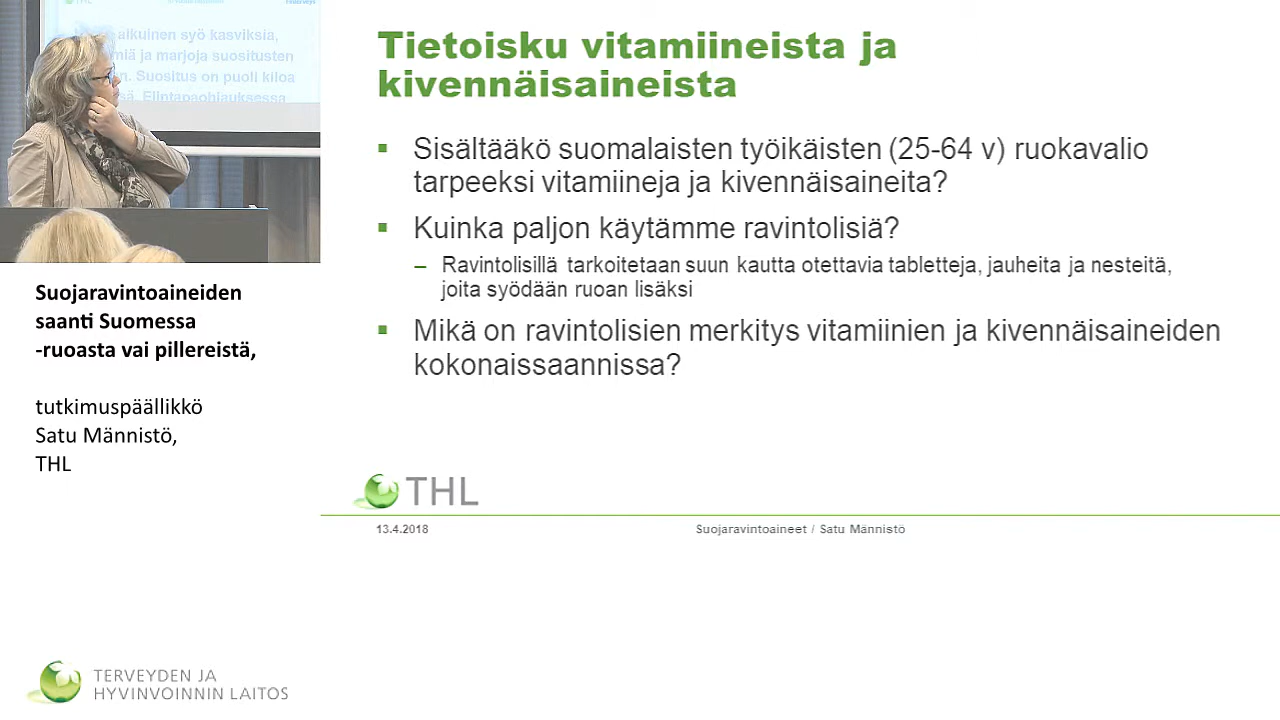 aikuinen syö kasviksia,
ja marjoja suositusten
Suositus on puoli kiloa
Elintapaohjauksessa
Suojaravintoaineiden
saanti Suomessa
-ruoasta vai pillereistä,
tutkimuspäällikkö
Satu Männistö,
THL
TERVEYDEN JA
HYVINVOINNIN LAITOS
Tietoisku vitamiineista ja
kivennäisaineista
▪ Sisältääkö suomalaisten työikäisten (25-64 v) ruokavalio
tarpeeksi vitamiineja ja kivennäisaineita?
▪ Kuinka paljon käytämme ravintolisiä?
– Ravintolisillä tarkoitetaan suun kautta otettavia tabletteja, jauheita ja nesteitä,
joita syödään ruoan lisäksi
▪ Mikä on ravintolisien merkitys vitamiinien ja kivennäisaineiden
kokonaissaannissa?
THL
13.4.2018 Suojaravintoaineet / Satu Männistö